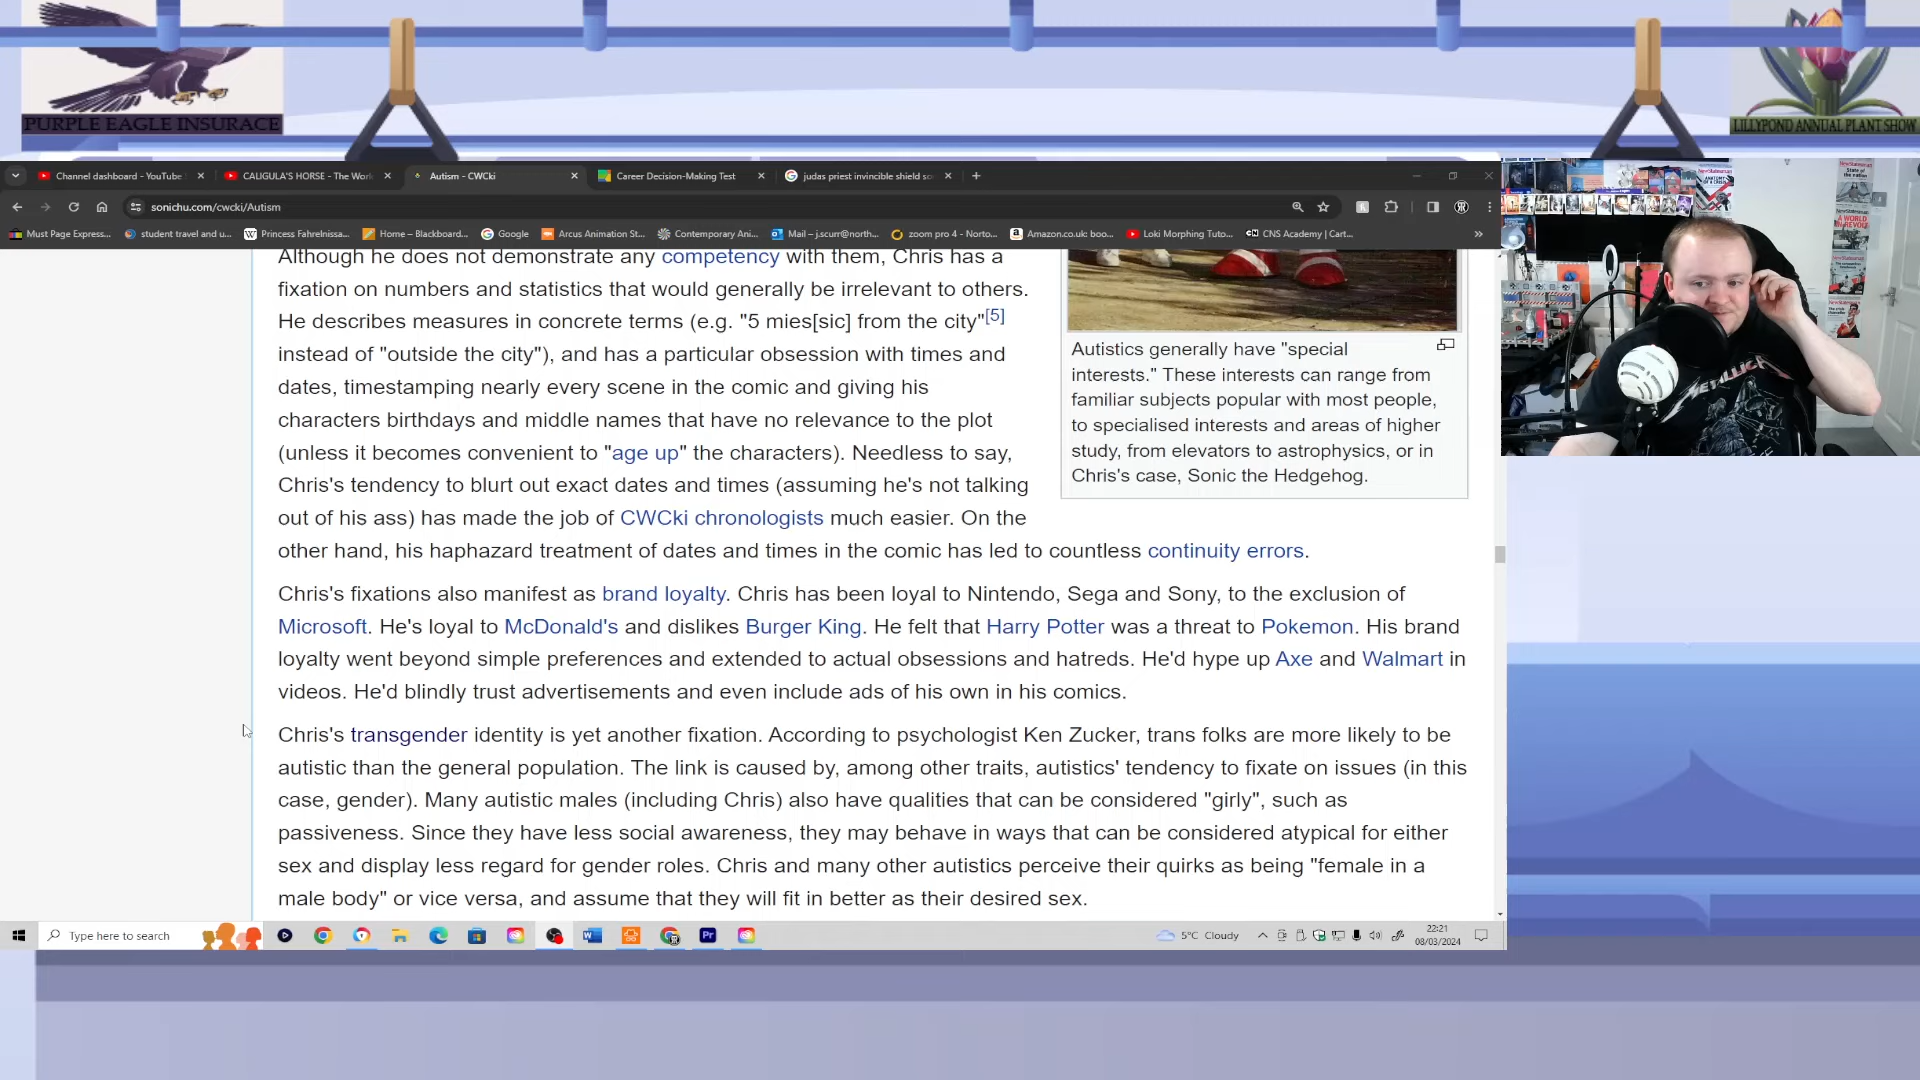 PURPLE EAGLE INSURACE
LILLYPOND ANNUAL PLANT SHOW
Channel dashboard - YouTube
CALIGULA'S HORSE - The Worl
Autism - CWCki
Career Decision-Making Test
judas priest invincible shield so
sonichu.com/cwcki/Autism
Must Page Express...
student travel and u...
Princess Fahrelnissa...
Home – Blackboard...
Google
Arcus Animation St...
Contemporary Ani...
Mail – j.scurr@north...
zoom pro 4 - Norto...
Amazon.co.uk: boo...
Loki Morphing Tuto...
CNS Academy | Cart...
Although he does not demonstrate any competency with them, Chris has a
fixation on numbers and statistics that would generally be irrelevant to others.
He describes measures in concrete terms (e.g. "5 mies[sic] from the city"[5]
instead of "outside the city"), and has a particular obsession with times and
dates, timestamping nearly every scene in the comic and giving his
characters birthdays and middle names that have no relevance to the plot
(unless it becomes convenient to "age up" the characters). Needless to say,
Chris's tendency to blurt out exact dates and times (assuming he's not talking
out of his ass) has made the job of CWCki chronologists much easier. On the
other hand, his haphazard treatment of dates and times in the comic has led to countless continuity errors.
Autistics generally have "special
interests." These interests can range from
familiar subjects popular with most people,
to specialised interests and areas of higher
study, from elevators to astrophysics, or in
Chris's case, Sonic the Hedgehog.
Chris's fixations also manifest as brand loyalty. Chris has been loyal to Nintendo, Sega and Sony, to the exclusion of
Microsoft. He's loyal to McDonald's and dislikes Burger King. He felt that Harry Potter was a threat to Pokemon. His brand
loyalty went beyond simple preferences and extended to actual obsessions and hatreds. He'd hype up Axe and Walmart in
videos. He'd blindly trust advertisements and even include ads of his own in his comics.
Chris's transgender identity is yet another fixation. According to psychologist Ken Zucker, trans folks are more likely to be
autistic than the general population. The link is caused by, among other traits, autistics' tendency to fixate on issues (in this
case, gender). Many autistic males (including Chris) also have qualities that can be considered "girly", such as
passiveness. Since they have less social awareness, they may behave in ways that can be considered atypical for either
sex and display less regard for gender roles. Chris and many other autistics perceive their quirks as being "female in a
male body" or vice versa, and assume that they will fit in better as their desired sex.
NewStatesman
State of
the nation
A WORLD
IN REVOLT
METALLICA
Type here to search
5°C Cloudy
22:21
08/03/2024